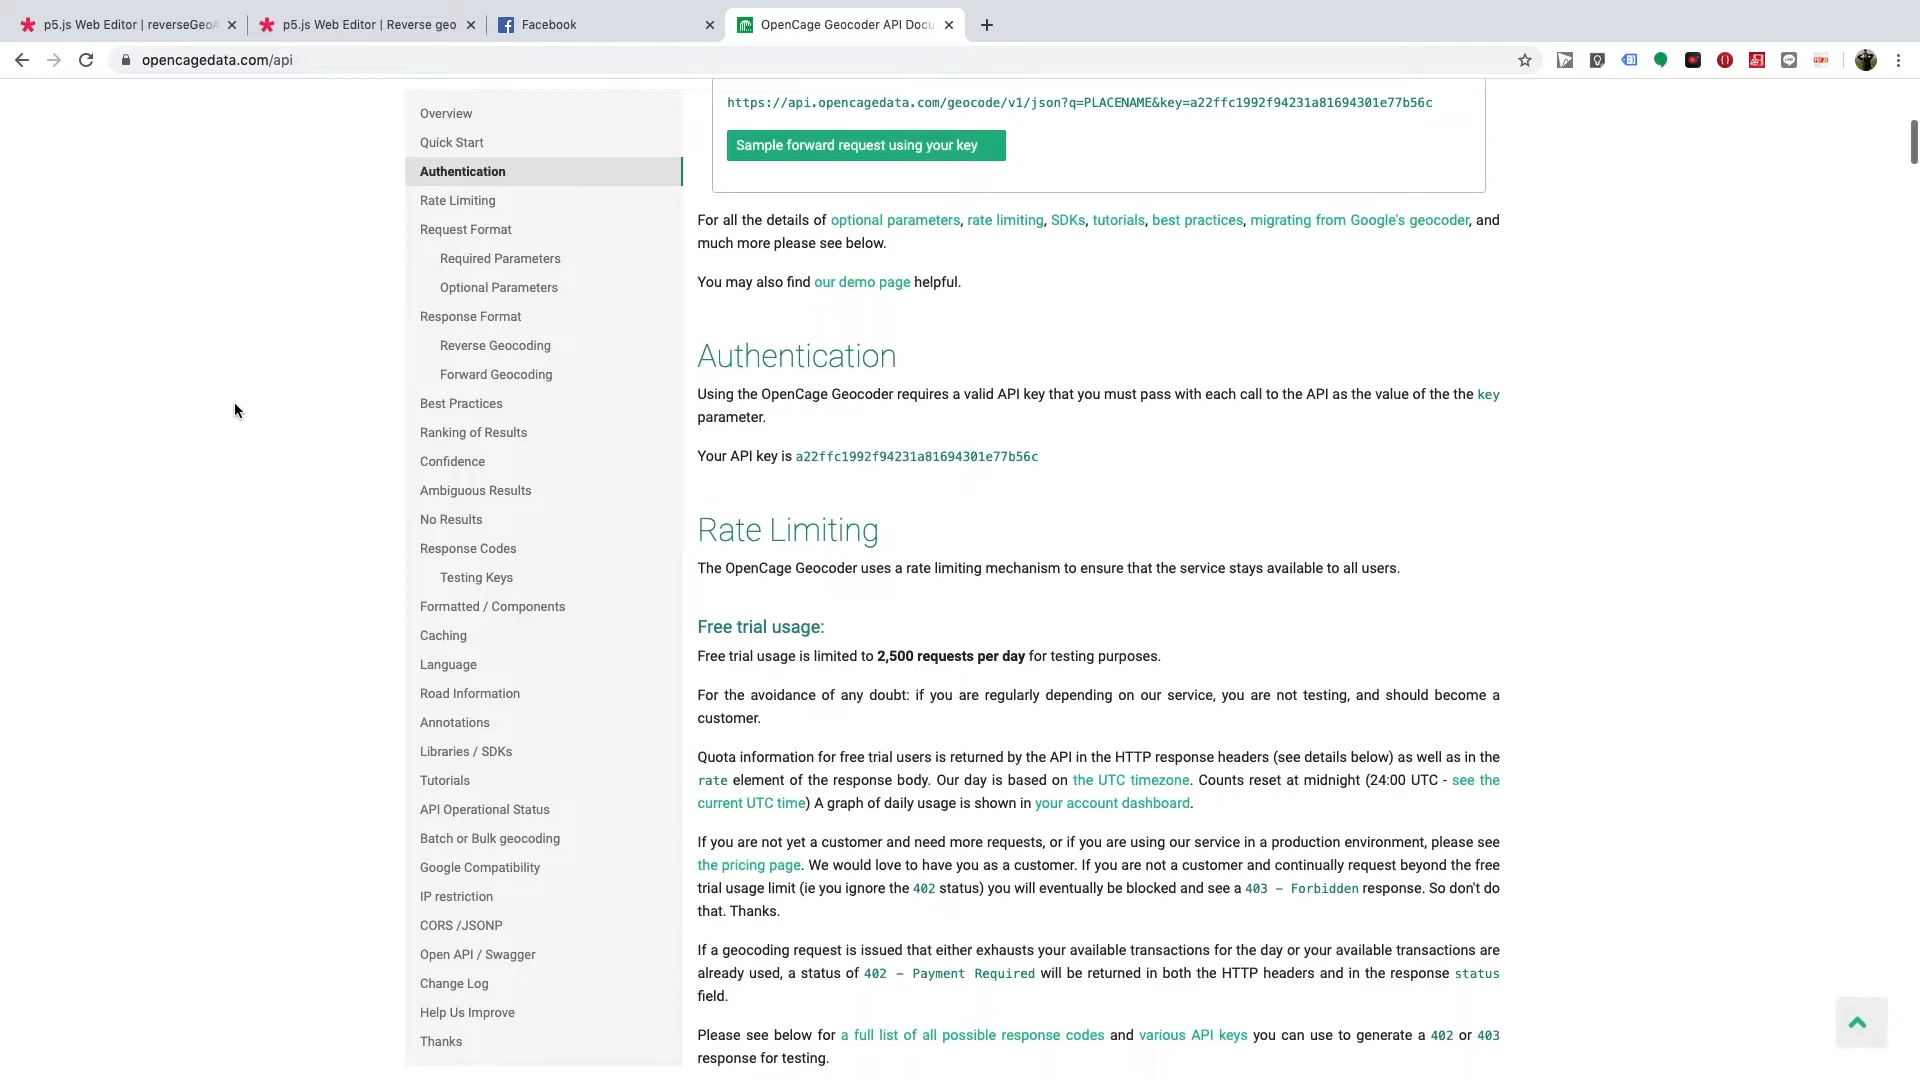 p5.js Web Editor | reverseGeoA
p5.js Web Editor | Reverse geo
Facebook
OpenCage Geocoder API Docu
opencagedata.com/api
Overview
Quick Start
Authentication
Rate Limiting
Request Format
Required Parameters
Optional Parameters
Response Format
Reverse Geocoding
Forward Geocoding
Best Practices
Ranking of Results
Confidence
Ambiguous Results
No Results
Response Codes
Testing Keys
Formatted / Components
Caching
Language
Road Information
Annotations
Libraries / SDKs
Tutorials
API Operational Status
Batch or Bulk geocoding
Google Compatibility
IP restriction
CORS /JSONP
Open API / Swagger
Change Log
Help Us Improve
Thanks
https://api.opencagedata.com/geocode/v1/json?q=PLACENAME&key=a22ffc1992f94231a81694301e77b56c
Sample forward request using your key
For all the details of optional parameters, rate limiting, SDKs, tutorials, best practices, migrating from Google's geocoder, and
much more please see below.
You may also find our demo page helpful.
Authentication
Using the OpenCage Geocoder requires a valid API key that you must pass with each call to the API as the value of the the key
parameter.
Your API key is a22ffc1992f94231a81694301e77b56c
Rate Limiting
The OpenCage Geocoder uses a rate limiting mechanism to ensure that the service stays available to all users.
Free trial usage:
Free trial usage is limited to 2,500 requests per day for testing purposes.
For the avoidance of any doubt: if you are regularly depending on our service, you are not testing, and should become a
customer.
Quota information for free trial users is returned by the API in the HTTP response headers (see details below) as well as in the
rate element of the response body. Our day is based on the UTC timezone. Counts reset at midnight (24:00 UTC - see the
current UTC time) A graph of daily usage is shown in your account dashboard.
If you are not yet a customer and need more requests, or if you are using our service in a production environment, please see
the pricing page. We would love to have you as a customer. If you are not a customer and continually request beyond the free
trial usage limit (ie you ignore the 402 status) you will eventually be blocked and see a 403 – Forbidden response. So don't do
that. Thanks.
If a geocoding request is issued that either exhausts your available transactions for the day or your available transactions are
already used, a status of 402 – Payment Required will be returned in both the HTTP headers and in the response status
field.
Please see below for a full list of all possible response codes and various API keys you can use to generate a 402 or 403
response for testing.